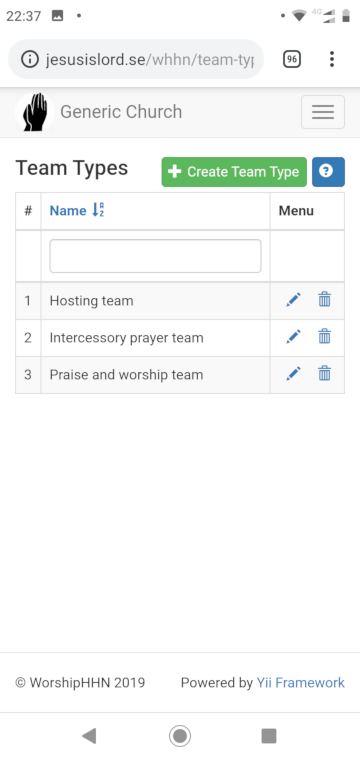 22:37
4G
jesusislord.se/whhn/team-typ
96
Generic Church
Team Types
Create Team Type
?
# Name Menu
1 Hosting team
2 Intercessory prayer team
3 Praise and worship team
© WorshipHHN 2019 Powered by Yii Framework